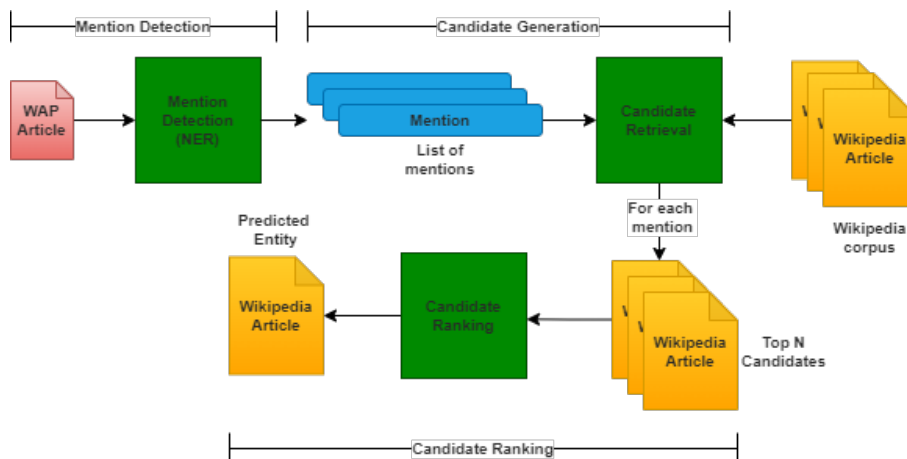 Mention Detection
Candidate Generation
WAP
Article
Mention
Detection
(NER)
Mention
List of
mentions
Candidate
Retrieval
W
W
Wikipedia
Article
Wikipedia
corpus
For each
mention
Predicted
Entity
Wikipedia
Article
Candidate
Ranking
W
W
Wikipedia
Article
Top N
Candidates
Candidate Ranking